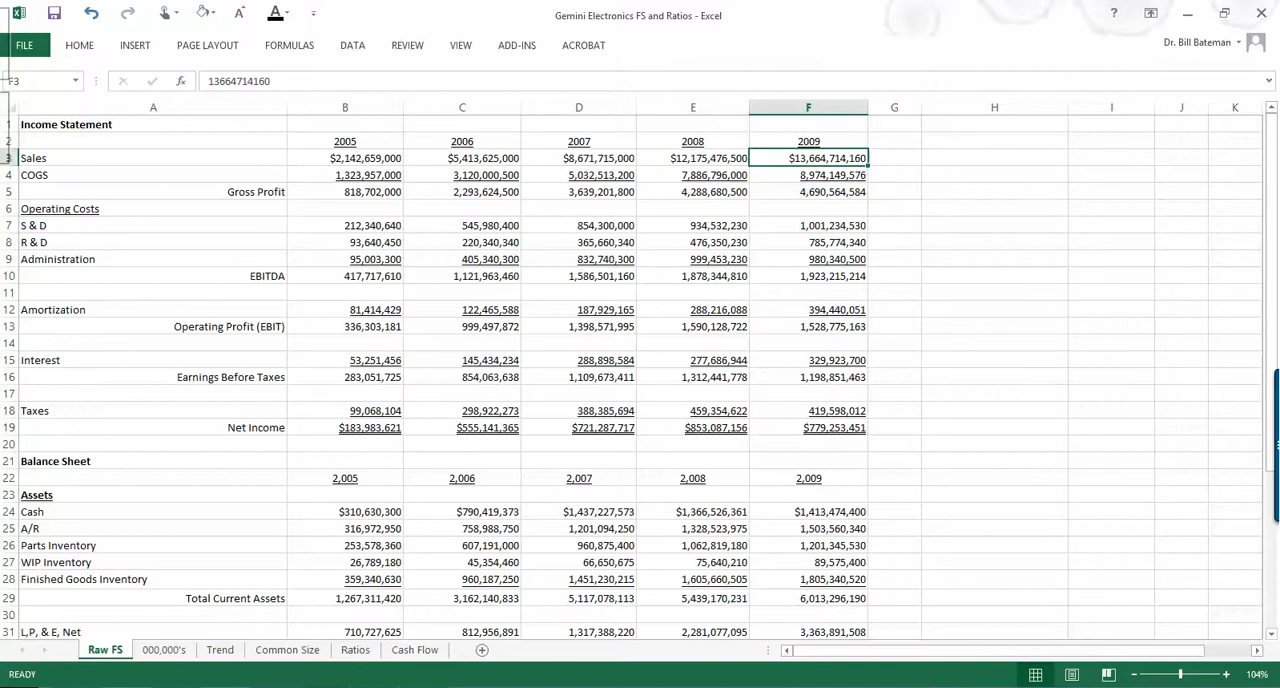 Gemini Electronics FS and Ratios - Excel
FILE HOME INSERT PAGE LAYOUT FORMULAS DATA REVIEW VIEW ADD-INS ACROBAT Dr. Bill Bateman
F3 13664714160
A B C D E F G H I J K
1 Income Statement
2 2005 2006 2007 2008 2009
3 Sales $2,142,659,000 $5,413,625,000 $8,671,715,000 $12,175,476,500 $13,664,714,160
4 COGS 1,323,957,000 3,120,000,500 5,032,513,200 7,886,796,000 8,974,149,576
5 Gross Profit 818,702,000 2,293,624,500 3,639,201,800 4,288,680,500 4,690,564,584
6 Operating Costs
7 S & D 212,340,640 545,980,400 854,300,000 934,532,230 1,001,234,530
8 R & D 93,640,450 220,340,340 365,660,340 476,350,230 785,774,340
9 Administration 95,003,300 405,340,300 832,740,300 999,453,230 980,340,500
10 EBITDA 417,717,610 1,121,963,460 1,586,501,160 1,878,344,810 1,923,215,214
11
12 Amortization 81,414,429 122,465,588 187,929,165 288,216,088 394,440,051
13 Operating Profit (EBIT) 336,303,181 999,497,872 1,398,571,995 1,590,128,722 1,528,775,163
14
15 Interest 53,251,456 145,434,234 288,898,584 277,686,944 329,923,700
16 Earnings Before Taxes 283,051,725 854,063,638 1,109,673,411 1,312,441,778 1,198,851,463
17
18 Taxes 99,068,104 298,922,273 388,385,694 459,354,622 419,598,012
19 Net Income $183,983,621 $555,141,365 $721,287,717 $853,087,156 $779,253,451
20
21 Balance Sheet
22 2,005 2,006 2,007 2,008 2,009
23 Assets
24 Cash $310,630,300 $790,419,373 $1,437,227,573 $1,366,526,361 $1,413,474,400
25 A/R 316,972,950 758,988,750 1,201,094,250 1,328,523,975 1,503,560,340
26 Parts Inventory 253,578,360 607,191,000 960,875,400 1,062,819,180 1,201,345,530
27 WIP Inventory 26,789,180 45,354,460 66,650,675 75,640,210 89,575,400
28 Finished Goods Inventory 359,340,630 960,187,250 1,451,230,215 1,605,660,505 1,805,340,520
29 Total Current Assets 1,267,311,420 3,162,140,833 5,117,078,113 5,439,170,231 6,013,296,190
30
31 L,P, & E, Net 710,727,625 812,956,891 1,317,388,220 2,281,077,095 3,363,891,508
Raw FS 000,000's Trend Common Size Ratios Cash Flow
READY 104%